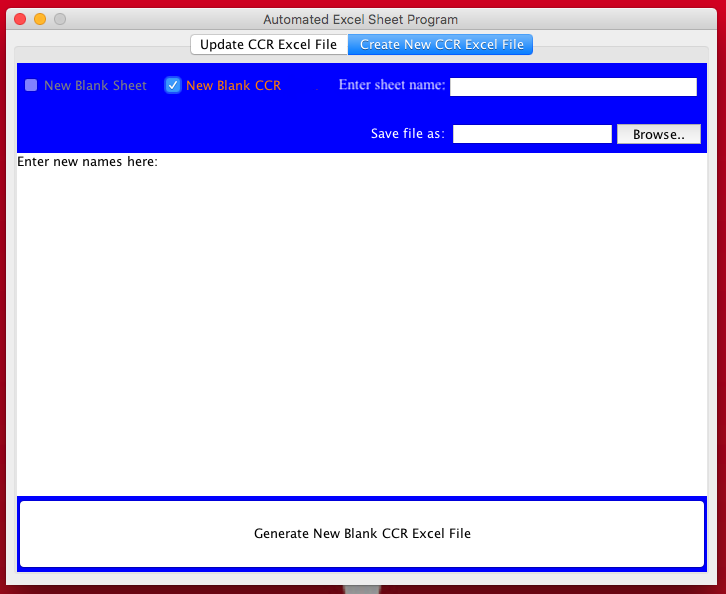 Automated Excel Sheet Program
Update CCR Excel File Create New CCR Excel File
New Blank Sheet New Blank CCR Enter sheet name:
Save file as: Browse..
Enter new names here:
Generate New Blank CCR Excel File